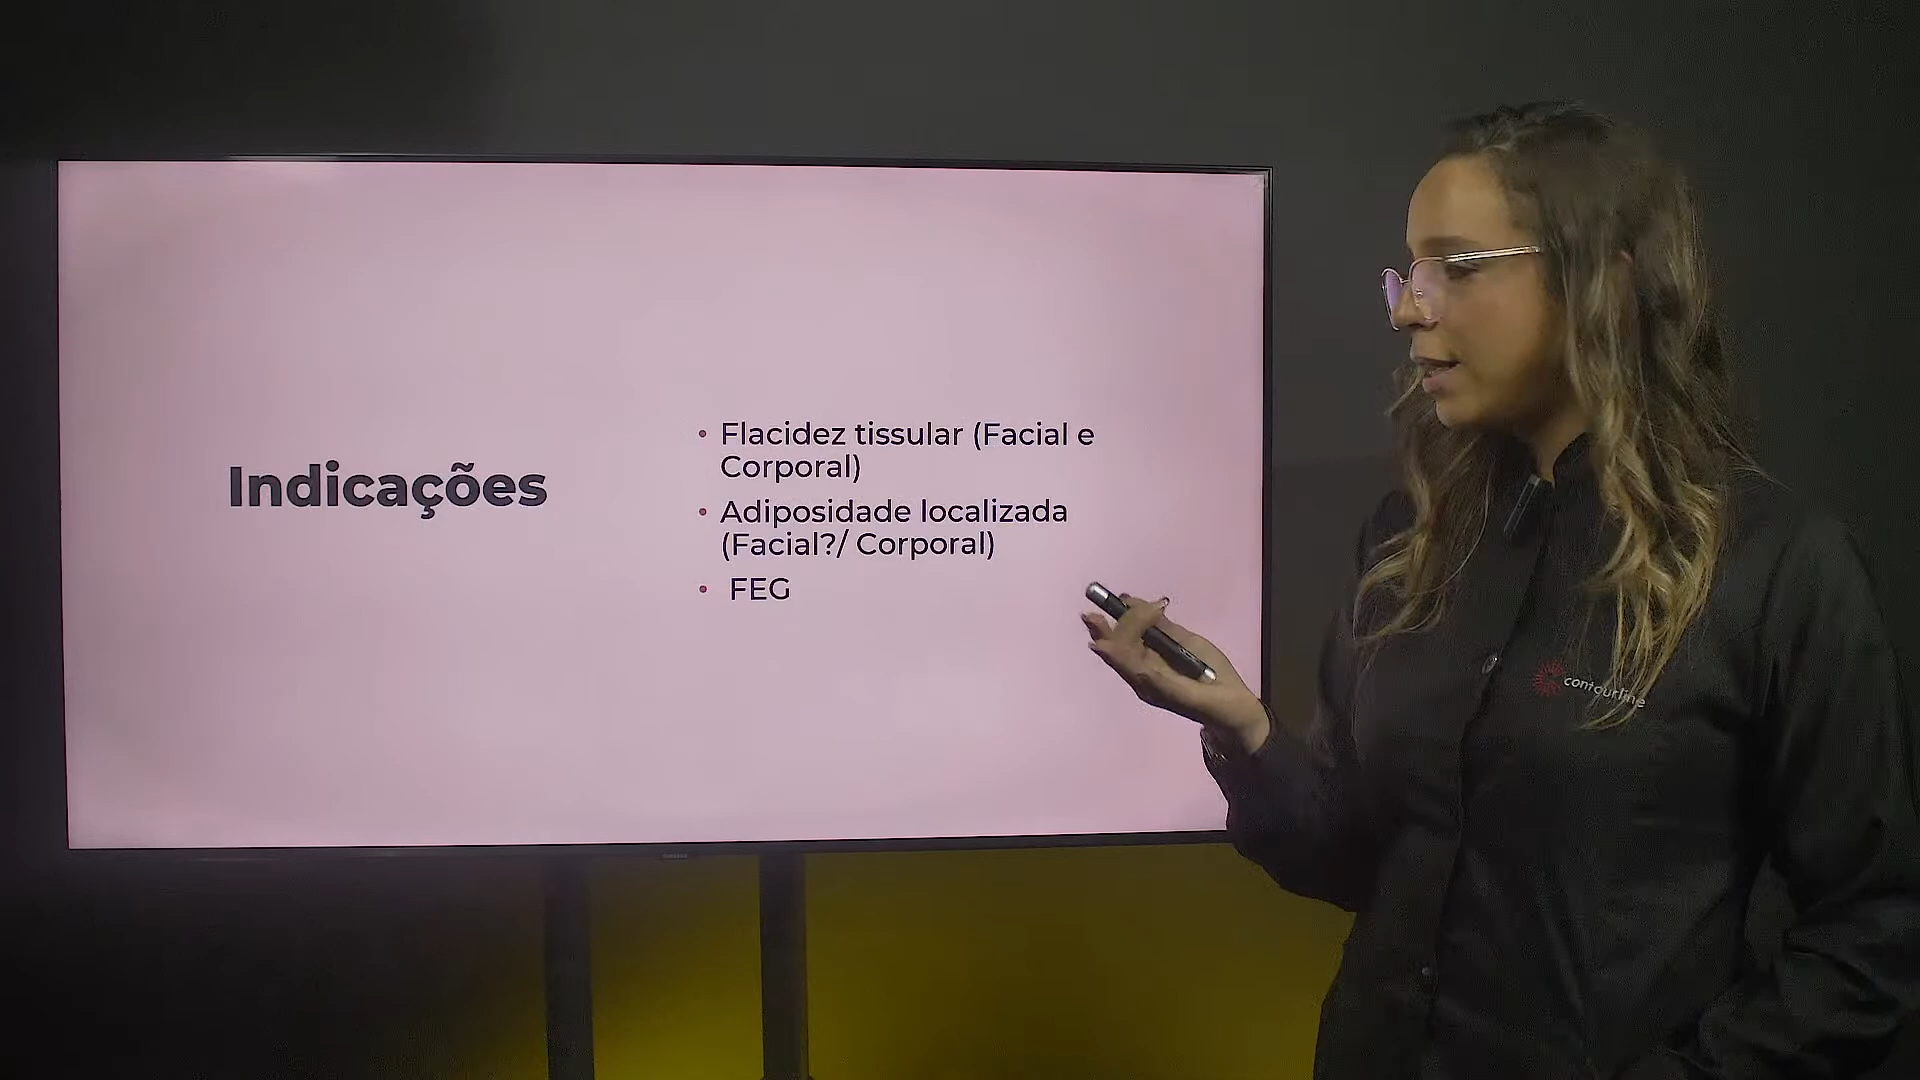 Indicações
• Flacidez tissular (Facial e
Corporal)
• Adiposidade localizada
(Facial?/ Corporal)
• FEG
contourline